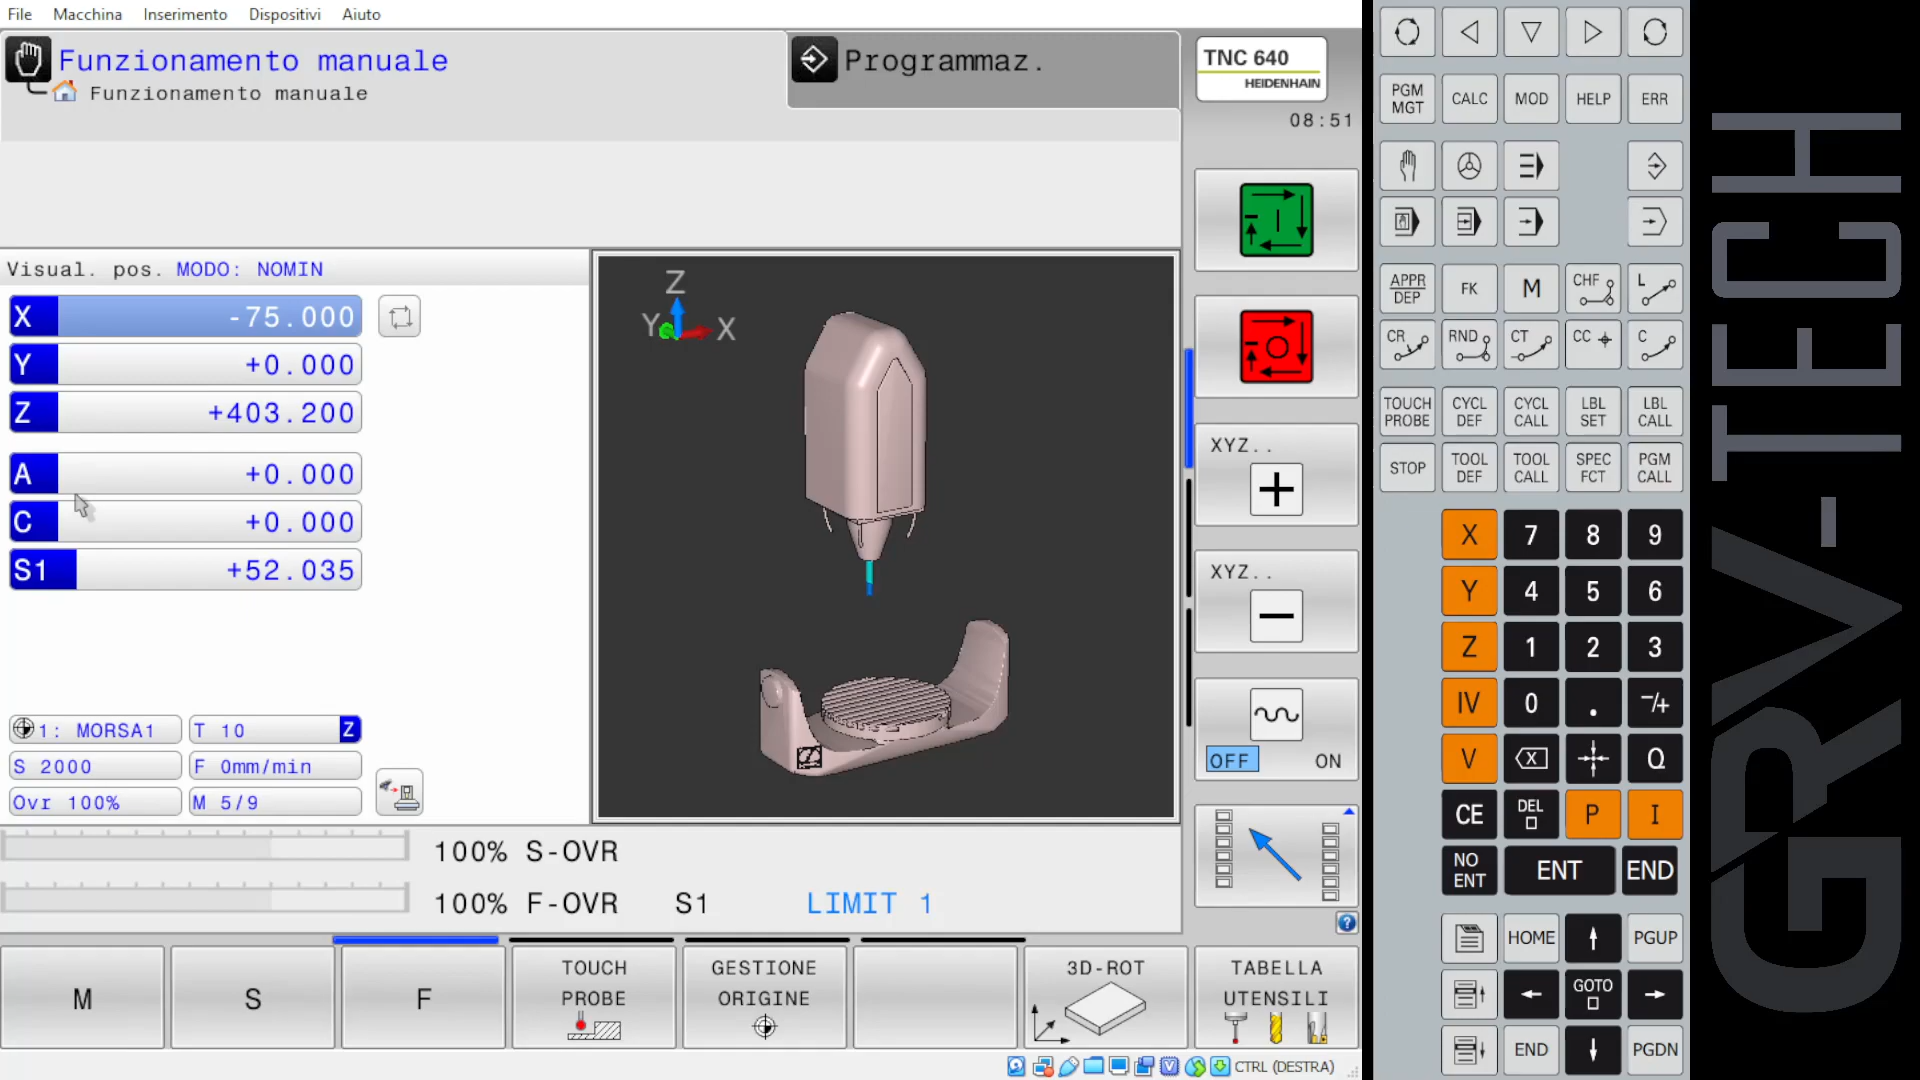 File Macchina Inserimento Dispositivi Aiuto
Funzionamento manuale
Funzionamento manuale
Programmaz.
TNC 640
HEIDENHAIN
08:51
Visual. pos. MODO: NOMIN
X -75.000
Y +0.000
Z +403.200
A +0.000
C +0.000
S1 +52.035
1: MORSA1 T 10 Z
S 2000 F 0mm/min
Ovr 100% M 5/9
Z
Y X
100% S-OVR
100% F-OVR S1 LIMIT 1
XYZ..
XYZ..
OFF ON
M
S
F
TOUCH
PROBE
GESTIONE
ORIGINE
3D-ROT
TABELLA
UTENSILI
CTRL (DESTRA)
PGM
MGT
CALC MOD HELP ERR
APPR
DEP
FK M CHF L
CR RND CT CC C
TOUCH
PROBE
CYCL
DEF
CYCL
CALL
LBL
SET
LBL
CALL
STOP
TOOL
DEF
TOOL
CALL
SPEC
FCT
PGM
CALL
X 7 8 9
Y 4 5 6
Z 1 2 3
IV 0 . -/+
V X Q
CE DEL P I
NO
ENT
ENT END
HOME PGUP
GOTO
END PGDN
GRV-TECH